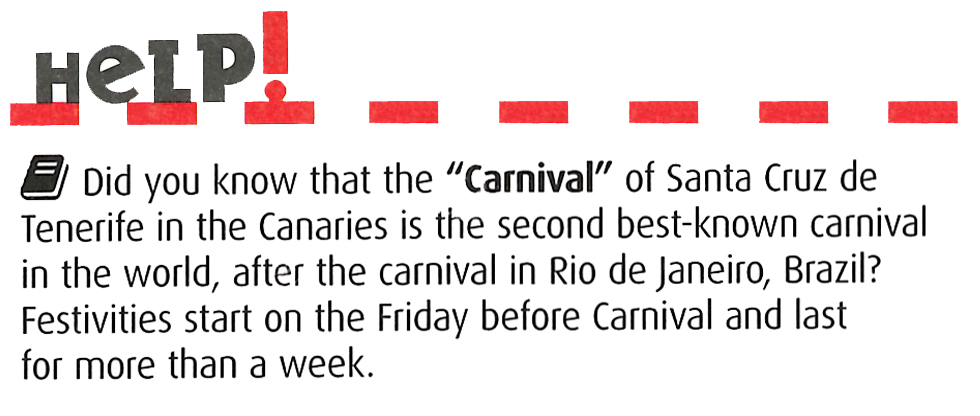 HeLP!
Did you know that the “Carnival” of Santa Cruz de
Tenerife in the Canaries is the second best-known carnival
in the world, after the carnival in Rio de Janeiro, Brazil?
Festivities start on the Friday before Carnival and last
for more than a week.